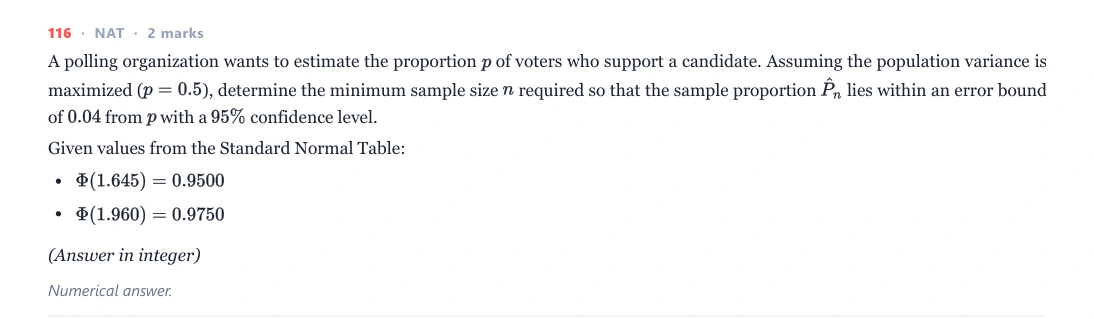 116 · NAT · 2 marks
A polling organization wants to estimate the proportion p of voters who support a candidate. Assuming the population variance is
maximized (p = 0.5), determine the minimum sample size n required so that the sample proportion P̂ₙ lies within an error bound
of 0.04 from p with a 95% confidence level.
Given values from the Standard Normal Table:
• Φ(1.645) = 0.9500
• Φ(1.960) = 0.9750
(Answer in integer)
Numerical answer.